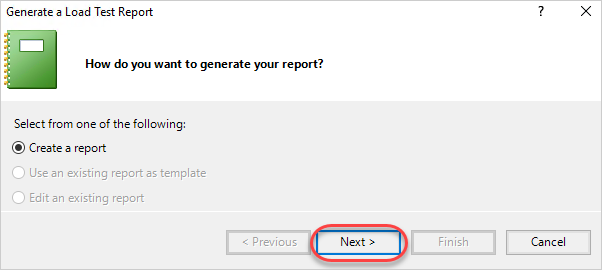 Generate a Load Test Report
?
How do you want to generate your report?
Select from one of the following:
Create a report
Use an existing report as template
Edit an existing report
< Previous Next > Finish Cancel